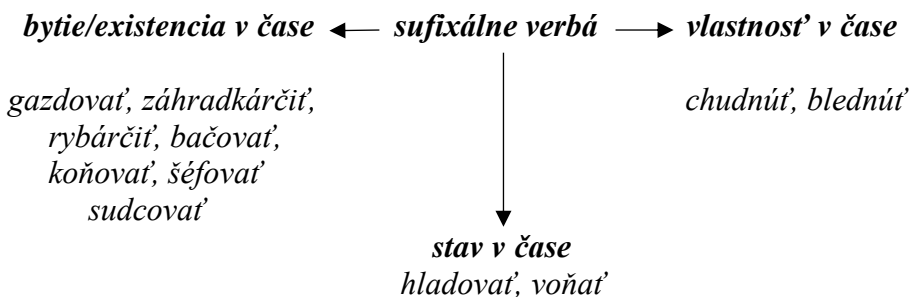 bytie/existencia v čase sufixálne verbá vlastnosť v čase
gazdovať, záhradkárčiť, chudnúť, blednúť
rybárčiť, bačovať,
koňovať, šéfovať
sudcovať
stav v čase
hladovať, voňať